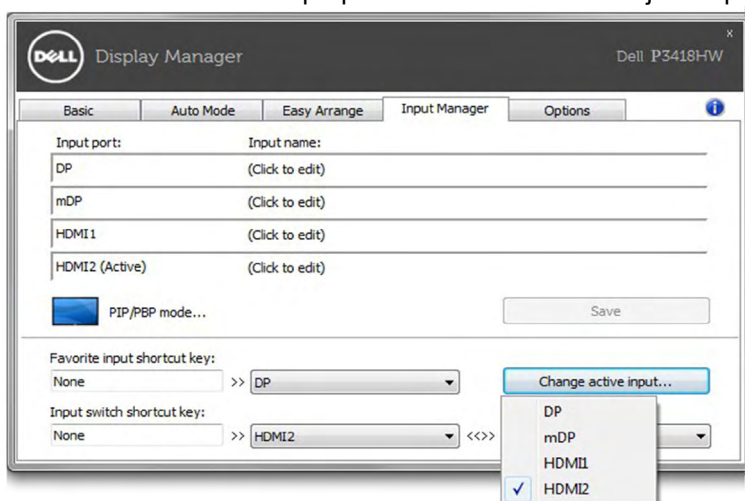 DELL Display Manager
x
Dell P3418HW
Basic Auto Mode Easy Arrange Input Manager Options i
Input port: Input name:
DP (Click to edit)
mDP (Click to edit)
HDMI1 (Click to edit)
HDMI2 (Active) (Click to edit)
PIP/PBP mode... Save
Favorite input shortcut key:
None >> DP Change active input...
Input switch shortcut key:
None >> HDMI2 <<>>
DP
mDP
HDMI1
✓ HDMI2